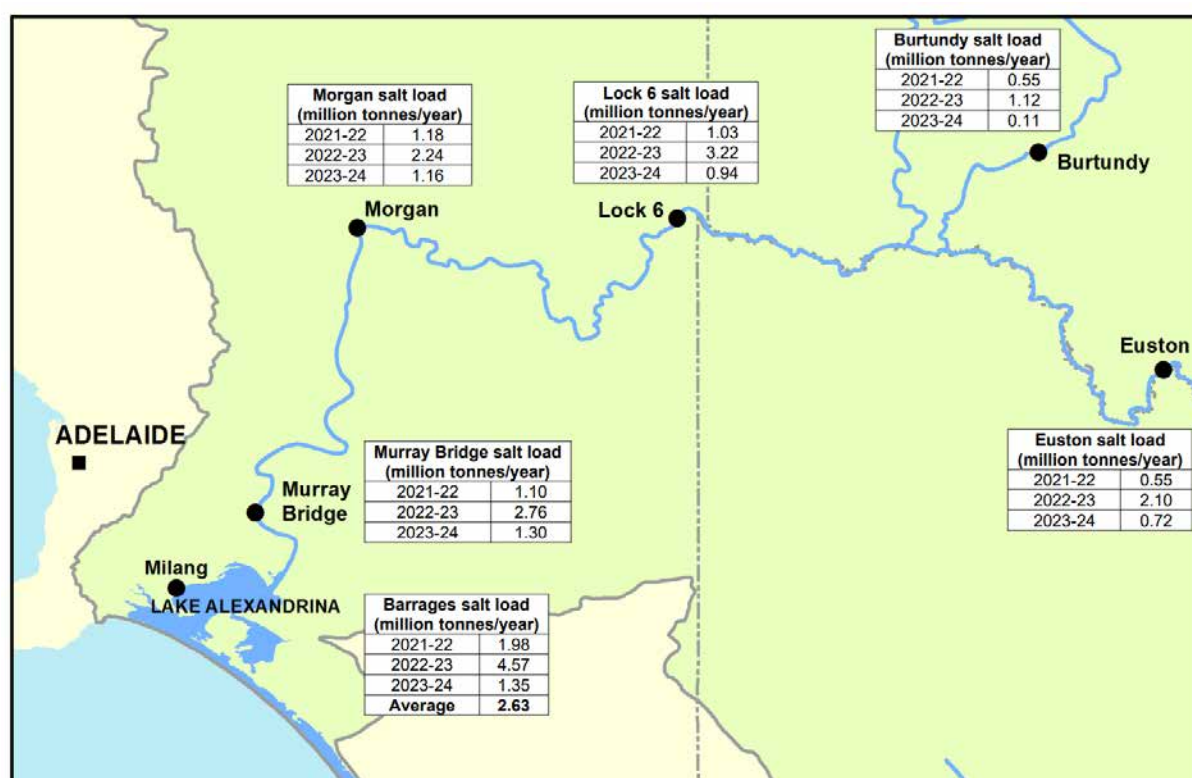 Burtundy salt load
(million tonnes/year)
2021-22 0.55
2022-23 1.12
2023-24 0.11
Morgan salt load
(million tonnes/year)
2021-22 1.18
2022-23 2.24
2023-24 1.16
Lock 6 salt load
(million tonnes/year)
2021-22 1.03
2022-23 3.22
2023-24 0.94
Burtundy
Morgan
Lock 6
Euston
ADELAIDE
Euston salt load
(million tonnes/year)
2021-22 0.55
2022-23 2.10
2023-24 0.72
Murray Bridge salt load
(million tonnes/year)
2021-22 1.10
2022-23 2.76
2023-24 1.30
Murray
Bridge
Milang
LAKE ALEXANDRINA
Barrages salt load
(million tonnes/year)
2021-22 1.98
2022-23 4.57
2023-24 1.35
Average 2.63